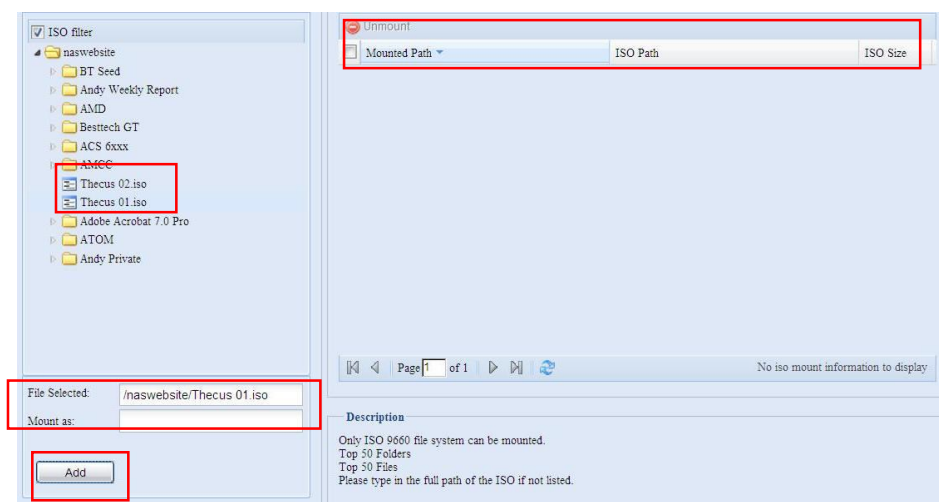 ISO filter
naswebsite
BT Seed
Andy Weekly Report
AMD
Besttech GT
ACS 6xxx
AMCC
Thecus 02.iso
Thecus 01.iso
Adobe Acrobat 7.0 Pro
ATOM
Andy Private
File Selected: /naswebsite/Thecus 01.iso
Mount as:
Add
Unmount
Mounted Path ISO Path ISO Size
Page 1 of 1 No iso mount information to display
Description
Only ISO 9660 file system can be mounted.
Top 50 Folders
Top 50 Files
Please type in the full path of the ISO if not listed.